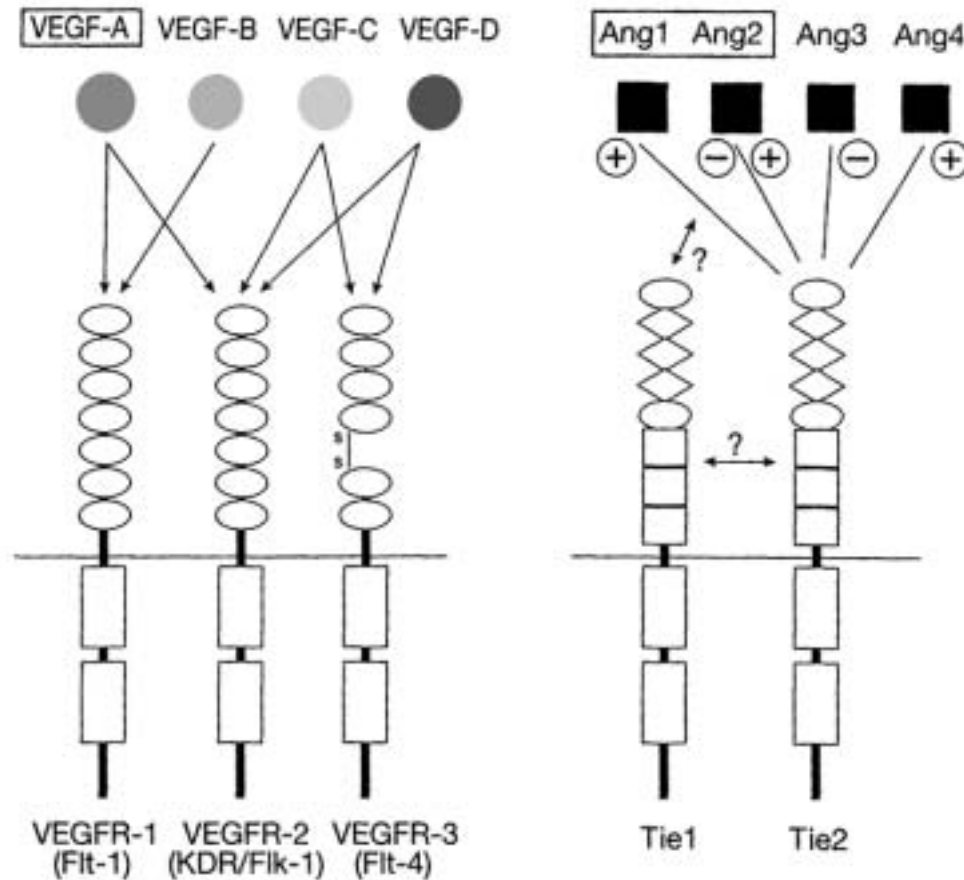 VEGF-A VEGF-B VEGF-C VEGF-D
Ang1 Ang2 Ang3 Ang4
+ − + − +
?
s
s
?
VEGFR-1 VEGFR-2 VEGFR-3
(Flt-1) (KDR/Flk-1) (Flt-4)
Tie1 Tie2